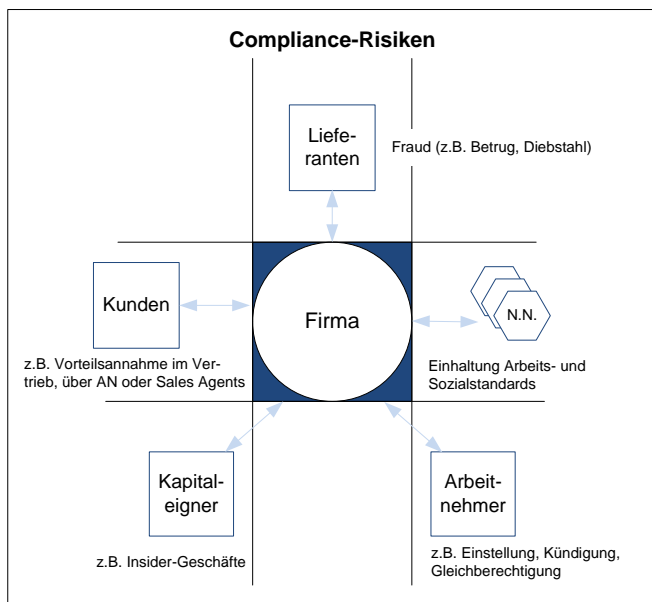 Compliance-Risiken
Liefe-
ranten
Fraud (z.B. Betrug, Diebstahl)
Kunden
Firma
N.N.
z.B. Vorteilsannahme im Ver-
trieb, über AN oder Sales Agents
Einhaltung Arbeits- und
Sozialstandards
Kapital-
eigner
Arbeit-
nehmer
z.B. Insider-Geschäfte
z.B. Einstellung, Kündigung,
Gleichberechtigung